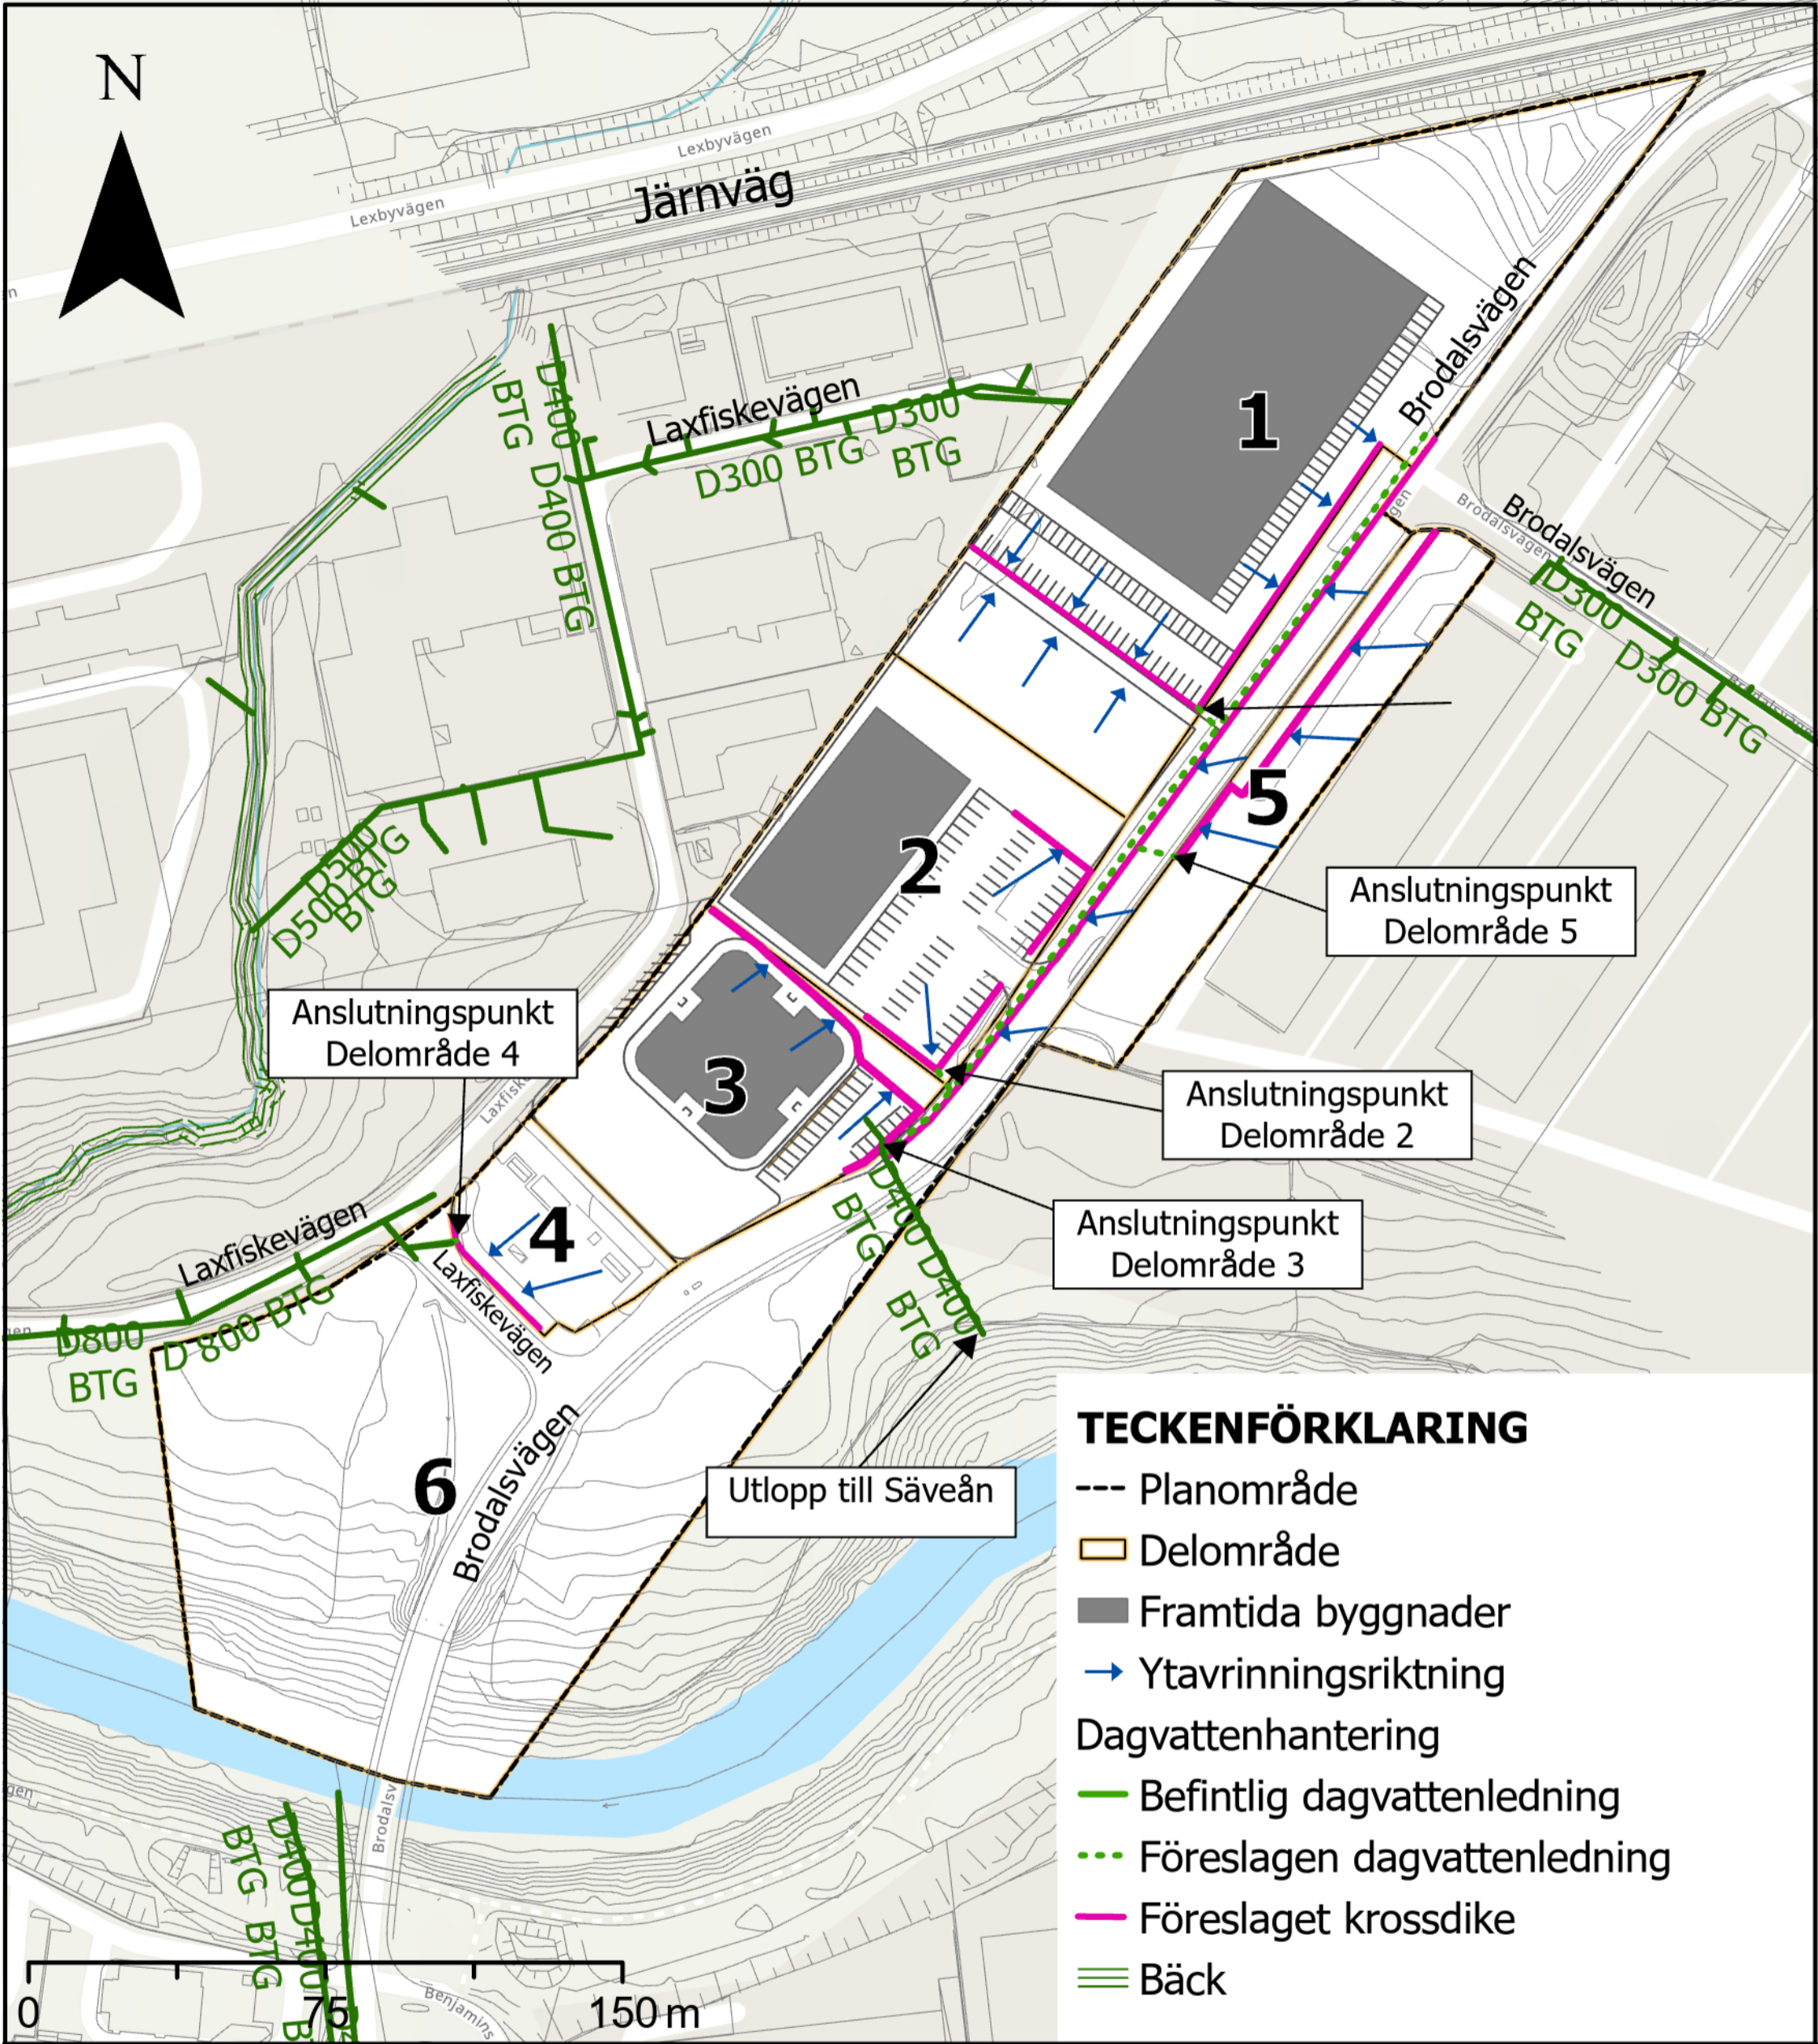 N
Lexbyvägen
Lexbyvägen
Järnväg
Brodalsvägen
1
Laxfiskevägen
D300
BTG
D300 BTG
D400
BTG
D400 BTG
Brodalsvägen
Brodalsvägen
D300
BTG
D300 BTG
gen
5
2
D500
BTG
D500 BTG
Anslutningspunkt
Delområde 5
Anslutningspunkt
Delområde 4
3
Anslutningspunkt
Delområde 2
Anslutningspunkt
Delområde 3
D400
BTG
D400
BTG
4
Laxfiskevägen
Laxfiskevägen
D800
BTG
D 800 BTG
6
Brodalsvägen
Utlopp till Säveån
Brodalsv
D400
BTG
D400
BTG
Benjamins
0
75
150 m
TECKENFÖRKLARING
Planområde
Delområde
Framtida byggnader
Ytavrinningsriktning
Dagvattenhantering
Befintlig dagvattenledning
Föreslagen dagvattenledning
Föreslaget krossdike
Bäck